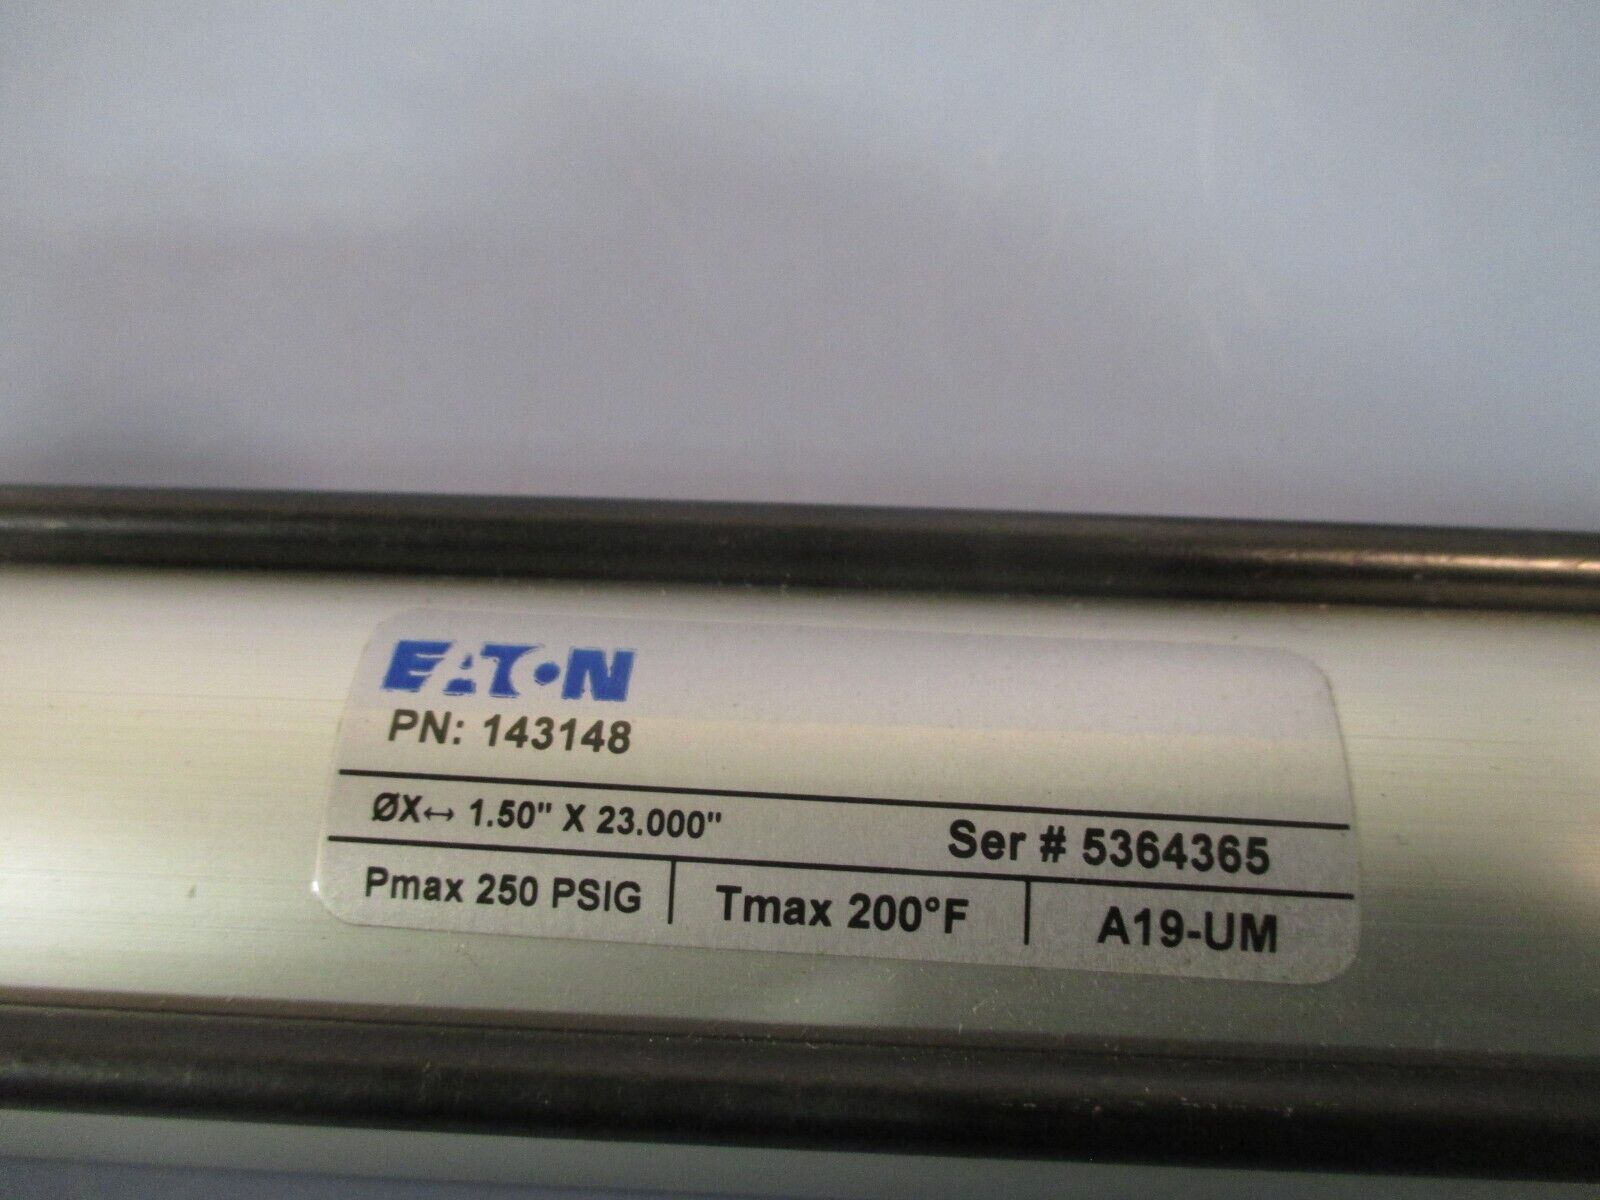 EATON
PN: 143148
ØX↔ 1.50" X 23.000" Ser # 5364365
Pmax 250 PSIG Tmax 200°F A19-UM